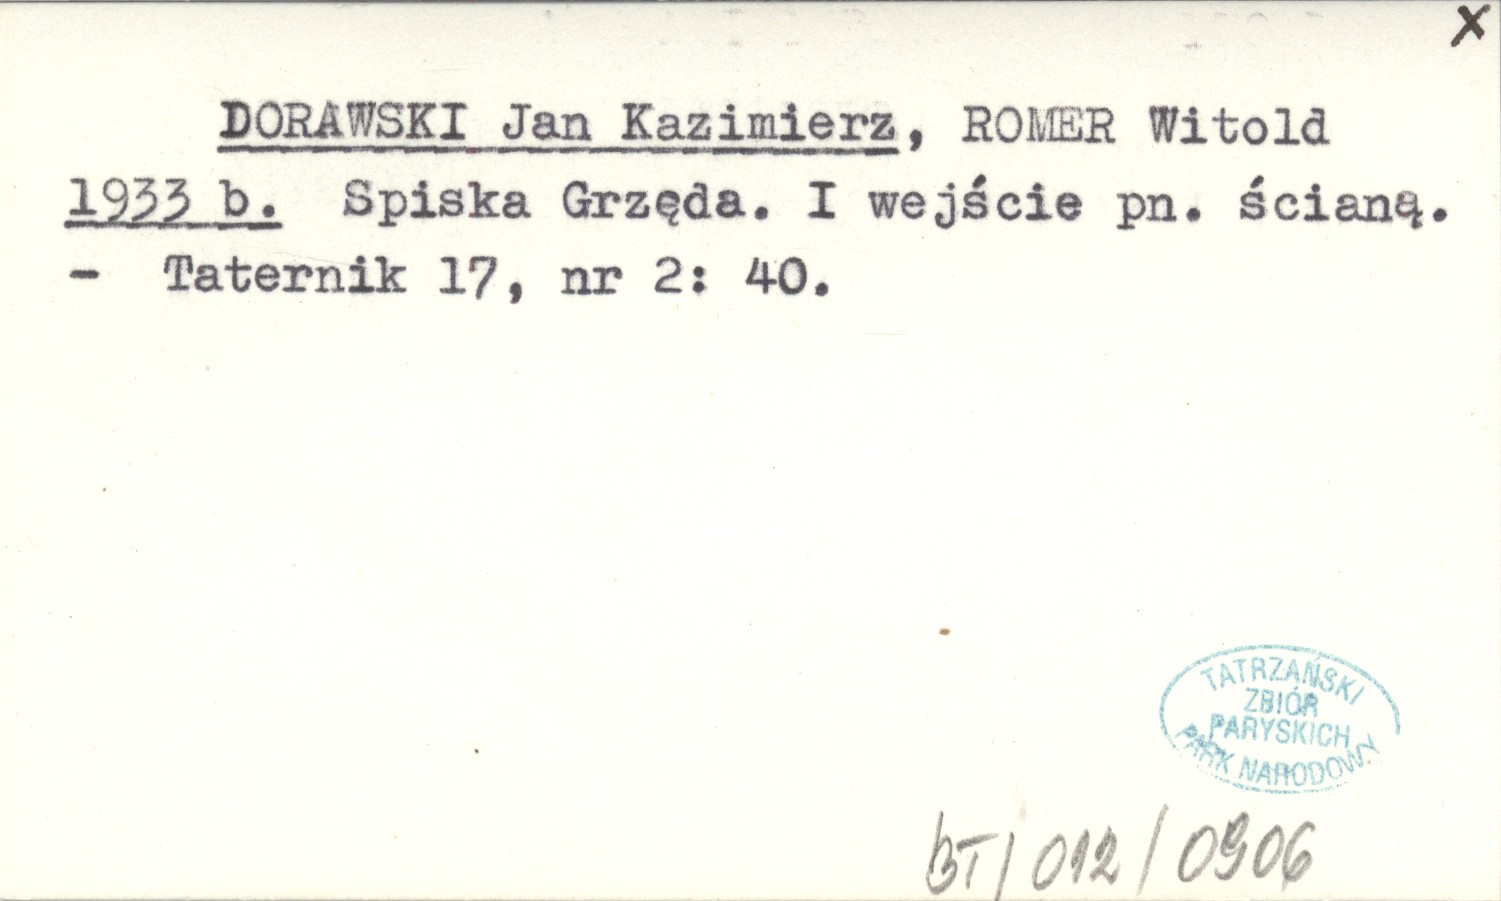 x
DORAWSKI Jan Kazimierz, ROMER Witold
1933 b. Spiska Grzęda. I wejście pn. ścianą.
- Taternik 17, nr 2: 40.
TATRZAŃSKI
ZBIÓR
PARYSKICH
PARK NARODOWY
BT/012/0906